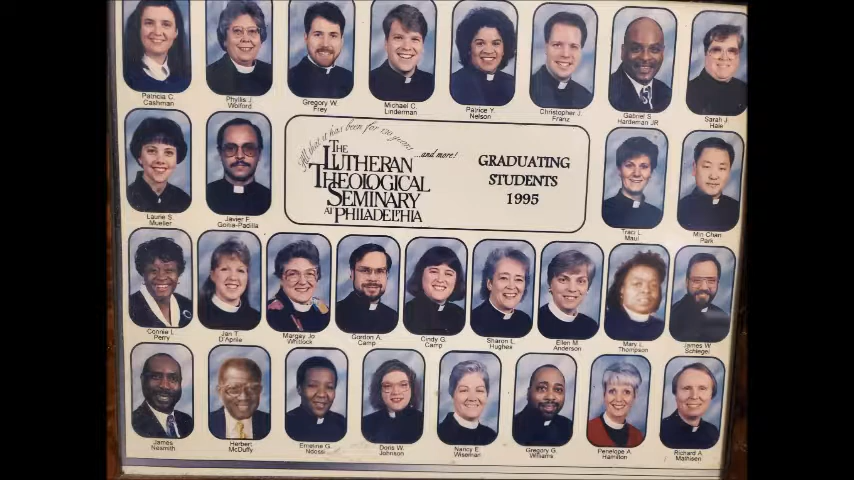 Patricia C.
Cashman
Phyllis J.
Wolford
Gregory W.
Frey
Michael C.
Linderman
Patrice Y.
Nelson
Christopher J.
Franz
Gabriel S.
Hardeman JR
Sarah J.
Hale
All that it has been for 130 years
...and more!
THE
LUTHERAN
THEOLOGICAL
SEMINARY
AT PHILADELPHIA
GRADUATING
STUDENTS
1995
Laurie S.
Mueller
Javier F.
Traci L.
Maul
Min Chan
Park
Connie L.
Perry
Jan T.
D'Aprile
Margay Jo
Whitlock
Gordon A.
Camp
Cindy G.
Camp
Sharon L.
Hughes
Ellen M.
Anderson
Mary L.
Thompson
James W.
Schlegel
James
Nesmith
Herbert
McDuffy
Emeline G.
Ndossi
Doris W.
Johnson
Nancy E.
Wiseman
Gregory G.
Williams
Penelope A.
Hamilton
Richard A.
Mathisen